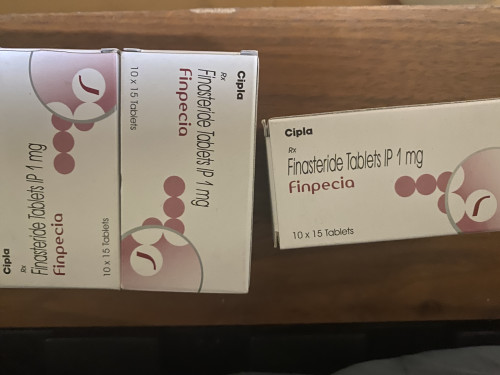 Cipla
Rx
Finasteride Tablets IP 1 mg
Finpecia
10 x 15 Tablets
Cipla
Rx
Finasteride Tablets IP 1 mg
Finpecia
10 x 15 Tablets
Cipla
Rx
Finasteride Tablets IP 1 mg
Finpecia
10 x 15 Tablets